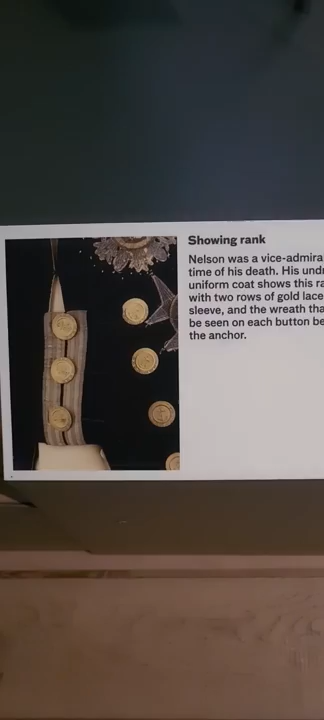 Showing rank
Nelson was a vice-admira
time of his death. His und
uniform coat shows this ra
with two rows of gold lace
sleeve, and the wreath tha
be seen on each button be
the anchor.